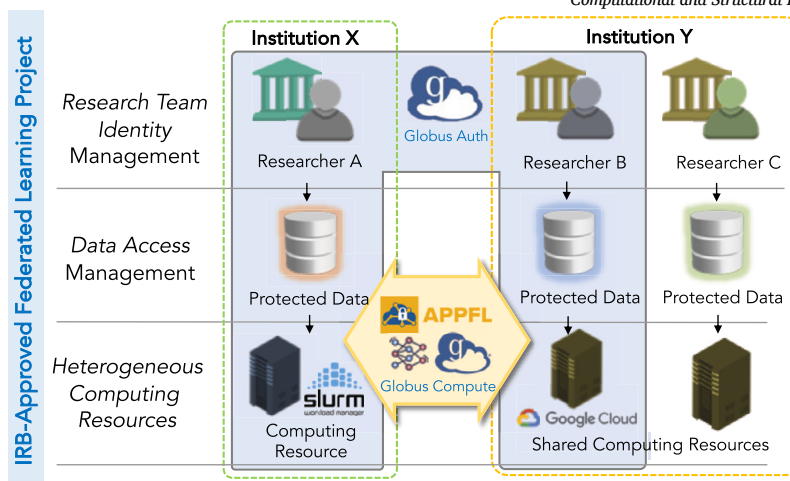 Computational and Structural
IRB-Approved Federated Learning Project
Institution X
Institution Y
Research Team
Identity
Management
g
Globus Auth
Researcher A
Researcher B
Researcher C
Data Access
Management
Protected Data
Protected Data
Protected Data
APPFL
g
Globus Compute
Heterogeneous
Computing
Resources
slurm
workload manager
Computing
Resource
Google Cloud
Shared Computing Resources